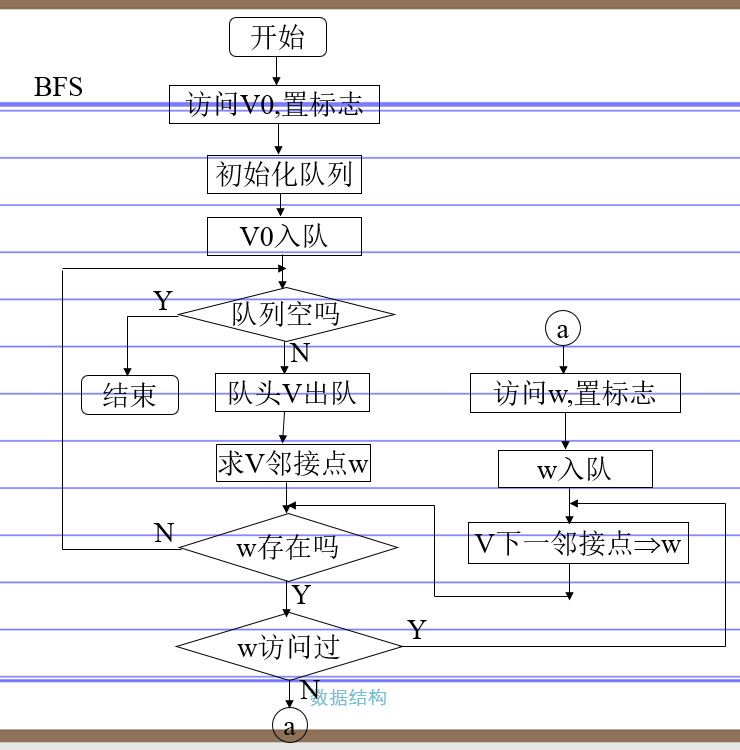 开始
BFS
访问V0,置标志
初始化队列
V0入队
队列空吗
Y
N
结束
队头V出队
求V邻接点w
w存在吗
N
Y
w访问过
Y
N
a
a
访问w,置标志
w入队
V下一邻接点⇒w
数据结构